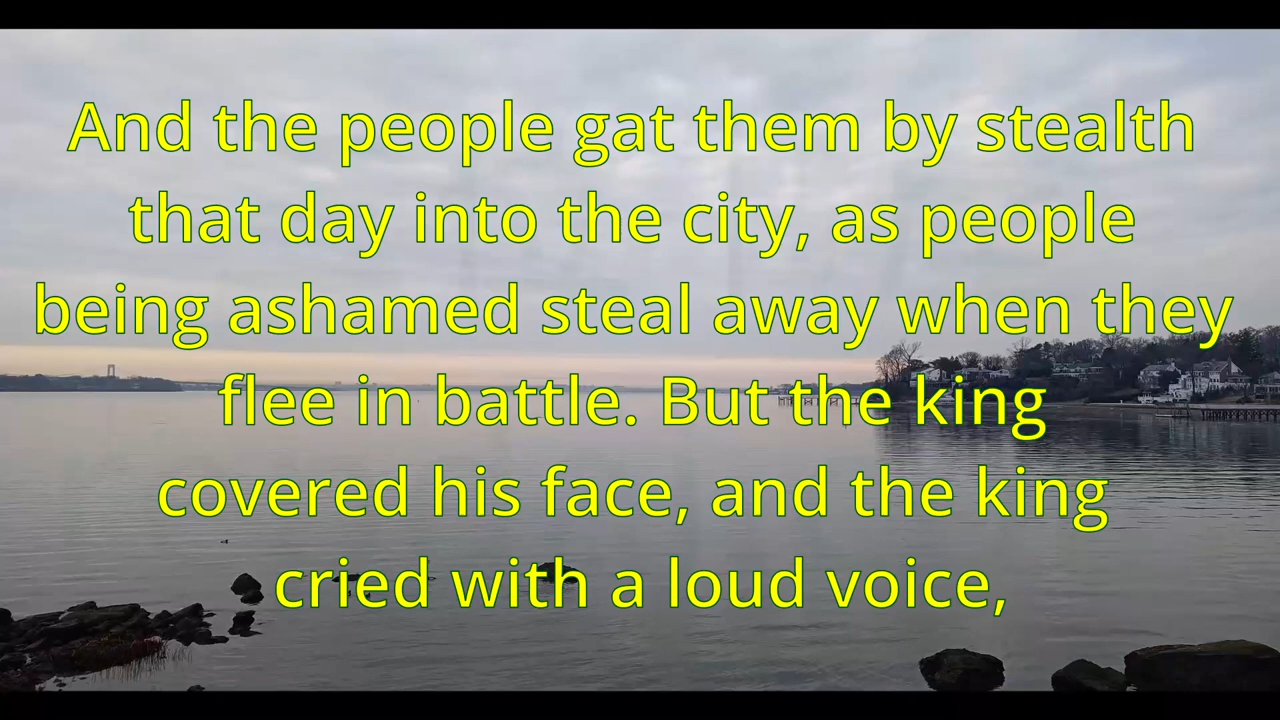 And the people gat them by stealth
that day into the city, as people
being ashamed steal away when they
flee in battle. But the king
covered his face, and the king
cried with a loud voice,